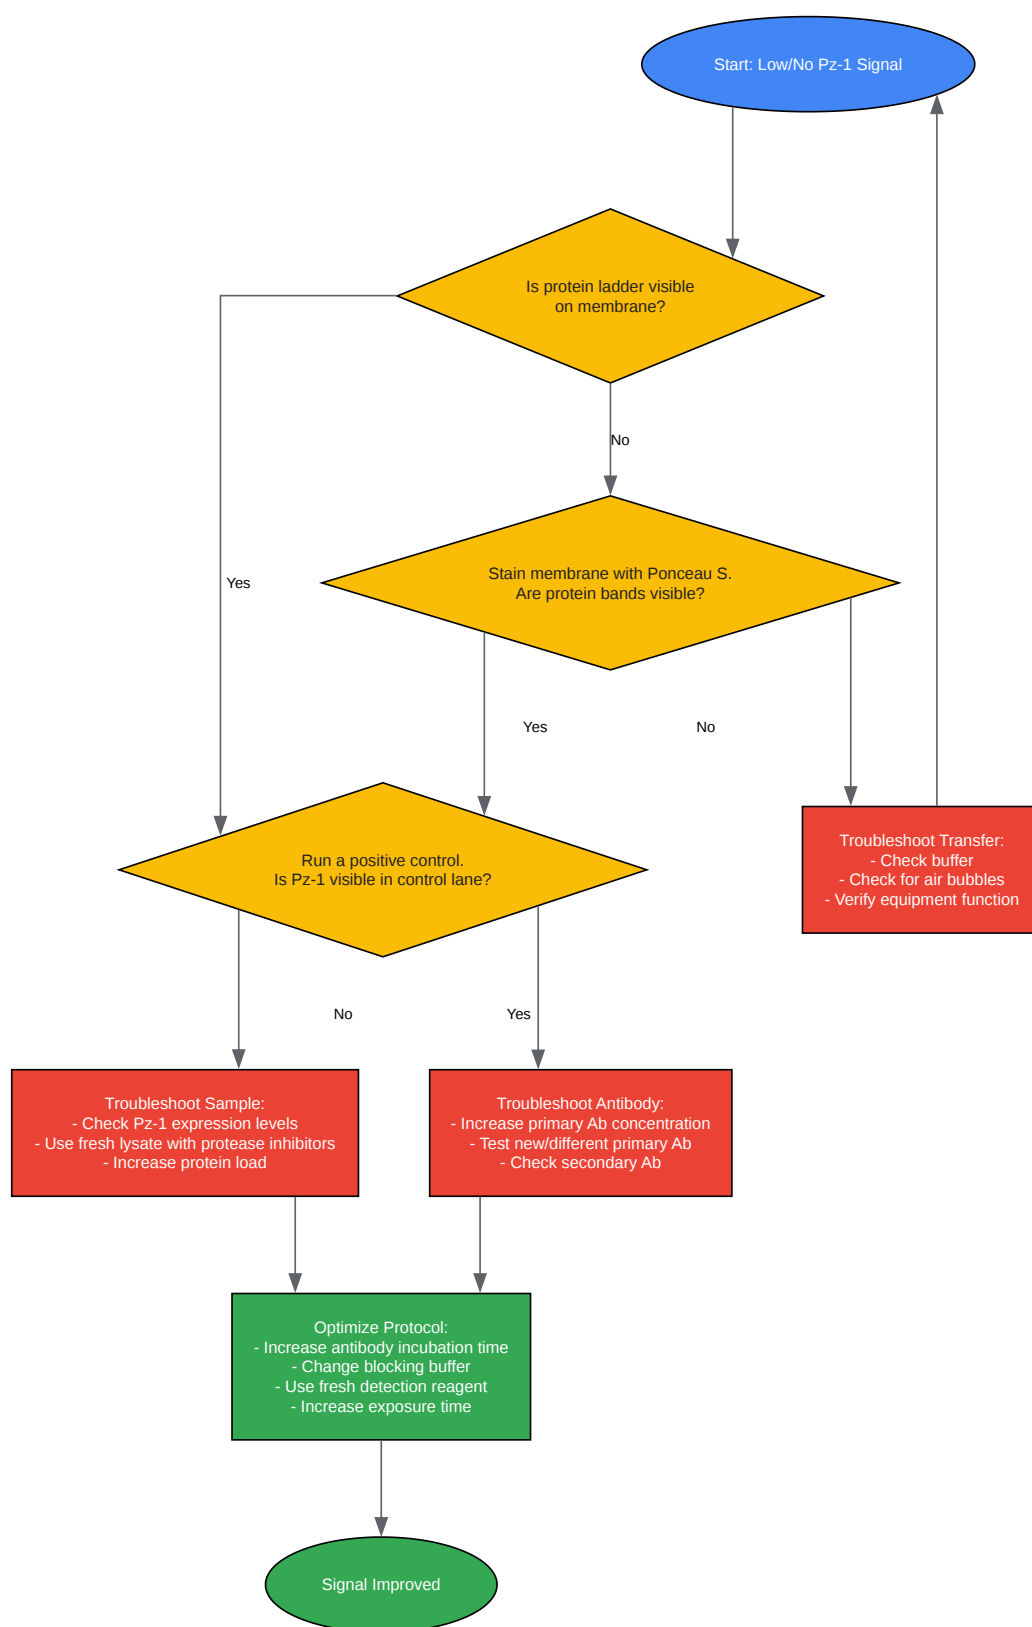 Start: Low/No Pz-1 Signal
Is protein ladder visible
on membrane?
No
Stain membrane with Ponceau S.
Are protein bands visible?
Yes
Yes
No
Run a positive control.
Is Pz-1 visible in control lane?
Troubleshoot Transfer:
- Check buffer
- Check for air bubbles
- Verify equipment function
No
Yes
Troubleshoot Sample:
- Check Pz-1 expression levels
- Use fresh lysate with protease inhibitors
- Increase protein load
Troubleshoot Antibody:
- Increase primary Ab concentration
- Test new/different primary Ab
- Check secondary Ab
Optimize Protocol:
- Increase antibody incubation time
- Change blocking buffer
- Use fresh detection reagent
- Increase exposure time
Signal Improved